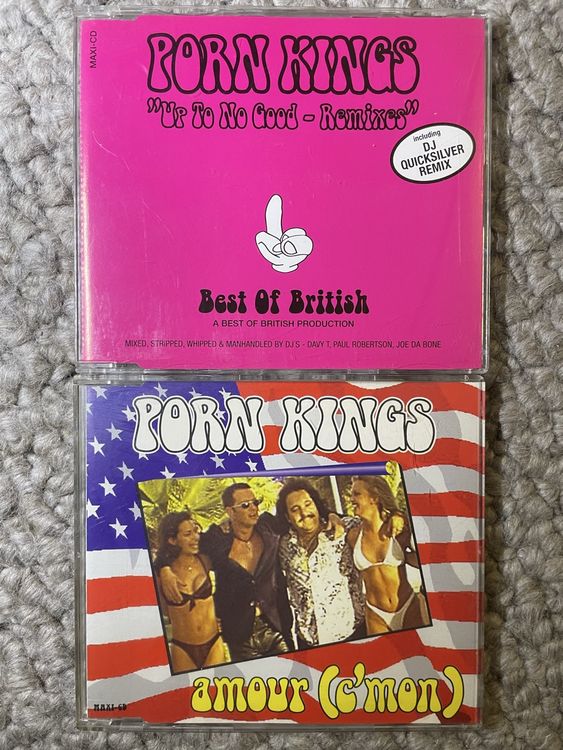 MAXI-CD
PORN KINGS
"Up To No Good - Remixes"
including
DJ
QUICKSILVER
REMIX
Best Of British
A BEST OF BRITISH PRODUCTION
MIXED, STRIPPED, WHIPPED & MANHANDLED BY DJ'S - DAVY T, PAUL ROBERTSON, JOE DA BONE
PORN KINGS
amour (c'mon)
MAXI-CD